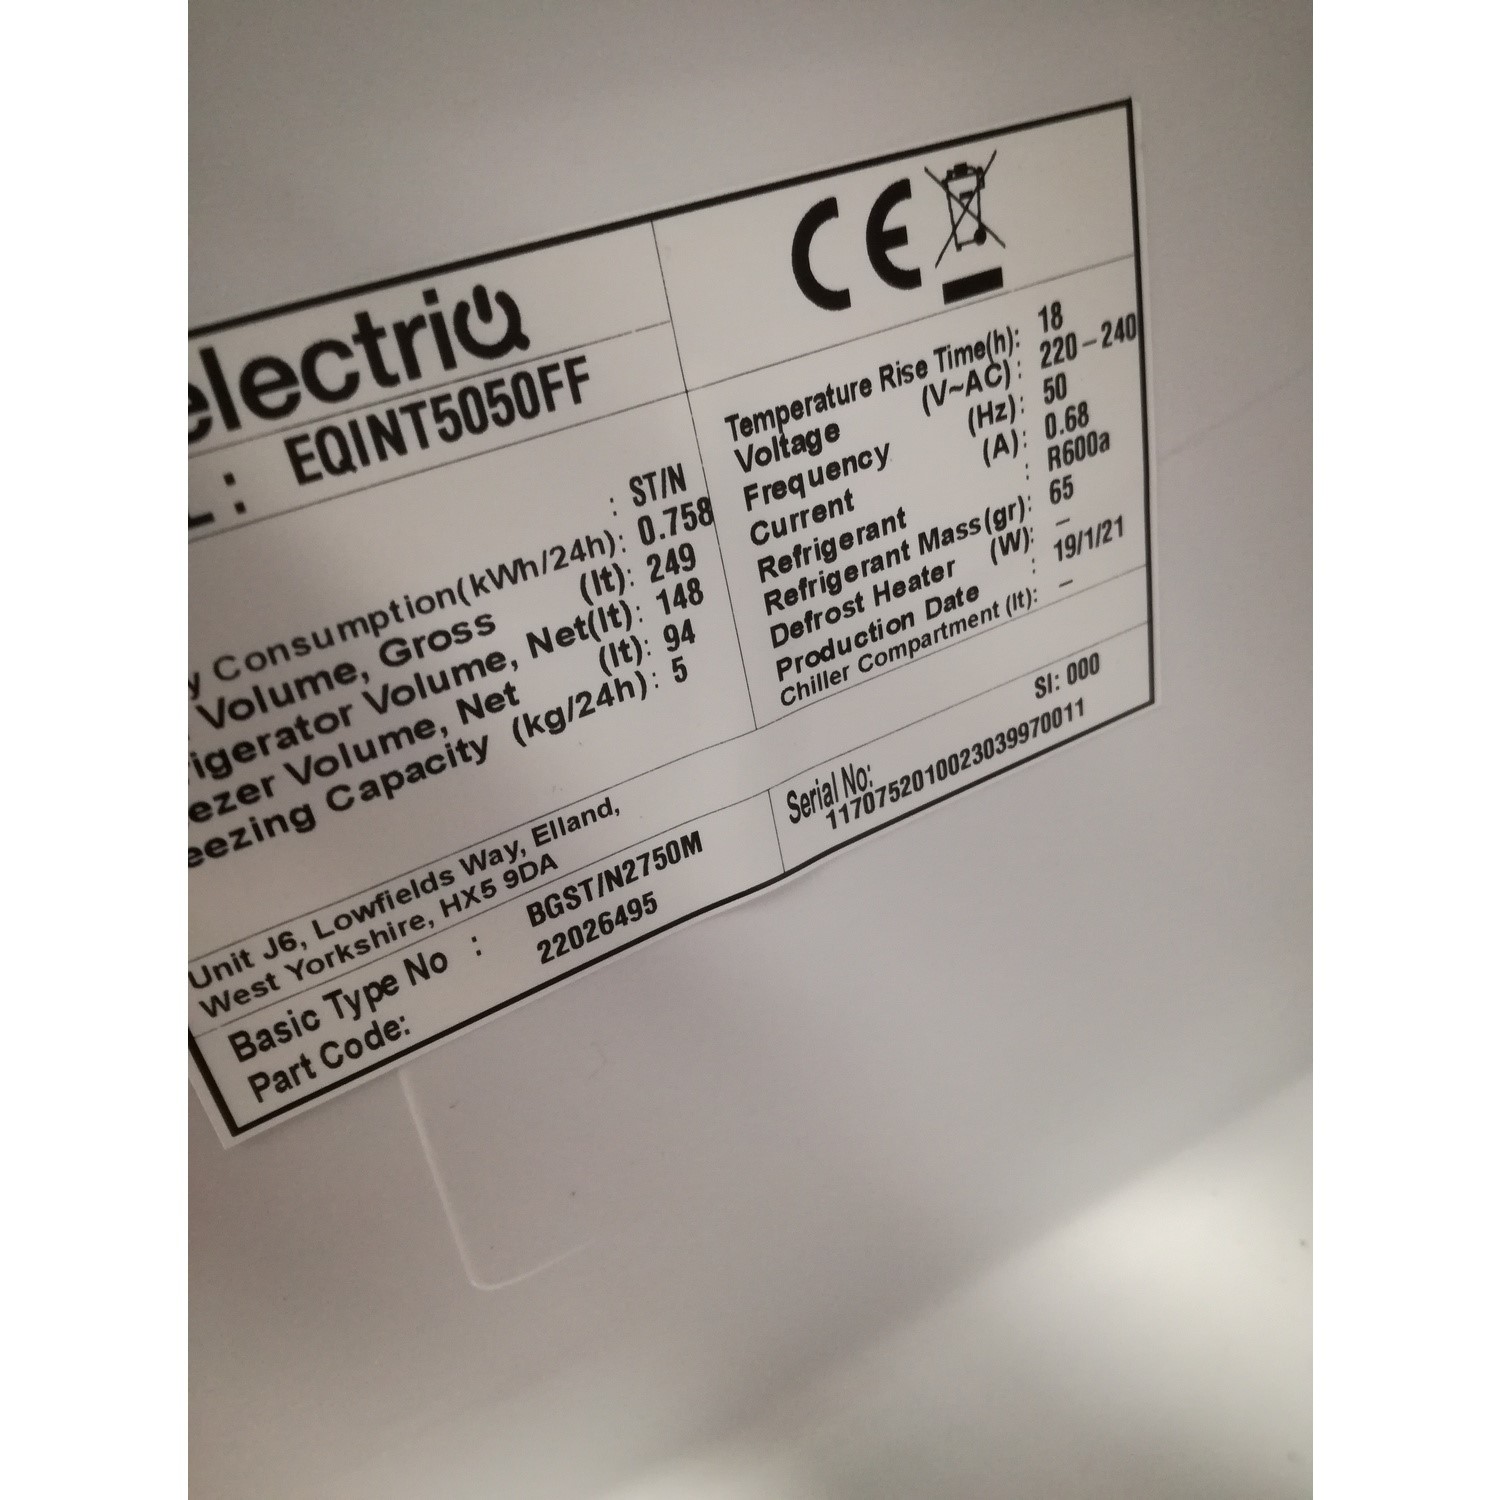 electriQ
L: EQINT5050FF
: ST/N
y Consumption(kWh/24h): 0.758
Volume, Gross (lt): 249
igerator Volume, Net(lt): 148
ezer Volume, Net (lt): 94
eezing Capacity (kg/24h): 5
Unit J6, Lowfields Way, Elland,
West Yorkshire, HX5 9DA
Basic Type No : BGST/N2750M
Part Code: 22026495
CE
Temperature Rise Time(h): 18
Voltage (V~AC): 220-240
Frequency (Hz): 50
Current (A): 0.68
Refrigerant : R600a
Refrigerant Mass(gr): 65
Defrost Heater (W): –
Production Date : 19/1/21
Chiller Compartment (lt): –
SI: 000
Serial No:
1170752010023039970011